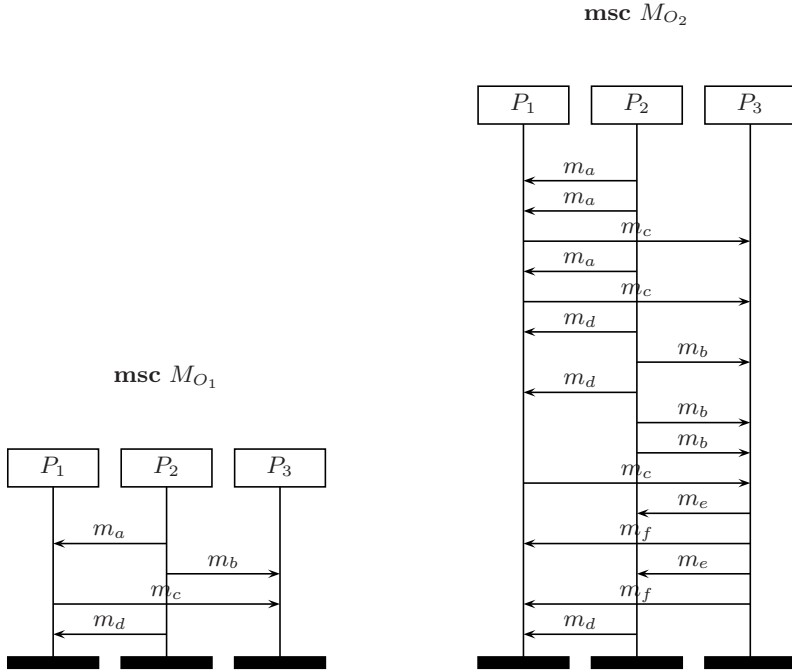 msc M_{O_2}
P_1 P_2 P_3
m_a
m_a
m_c
m_a
m_c
m_d
m_b
m_d
m_b
m_b
m_c
m_e
m_f
m_e
m_f
m_d
msc M_{O_1}
P_1 P_2 P_3
m_a
m_b
m_c
m_d